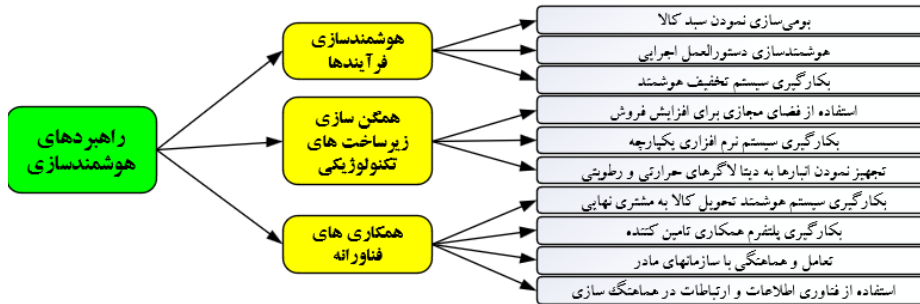 راهبردهای
هوشمندسازی
هوشمندسازی
فرآیندها
بومی‌سازی نمودن سبد کالا
هوشمندسازی دستورالعمل اجرایی
بکارگیری سیستم تخفیف هوشمند
همگن سازی
زیرساخت های
تکنولوژیکی
استفاده از فضای مجازی برای افزایش فروش
بکارگیری سیستم نرم افزاری یکپارچه
تجهیز نمودن انبارها به دیتا لاگرهای حرارتی و رطوبتی
همکاری های
فناورانه
بکارگیری سیستم هوشمند تحویل کالا به مشتری نهایی
بکارگیری پلتفرم همکاری تامین کننده
تعامل و هماهنگی با سازمانهای مادر
استفاده از فناوری اطلاعات و ارتباطات در هماهنگ سازی